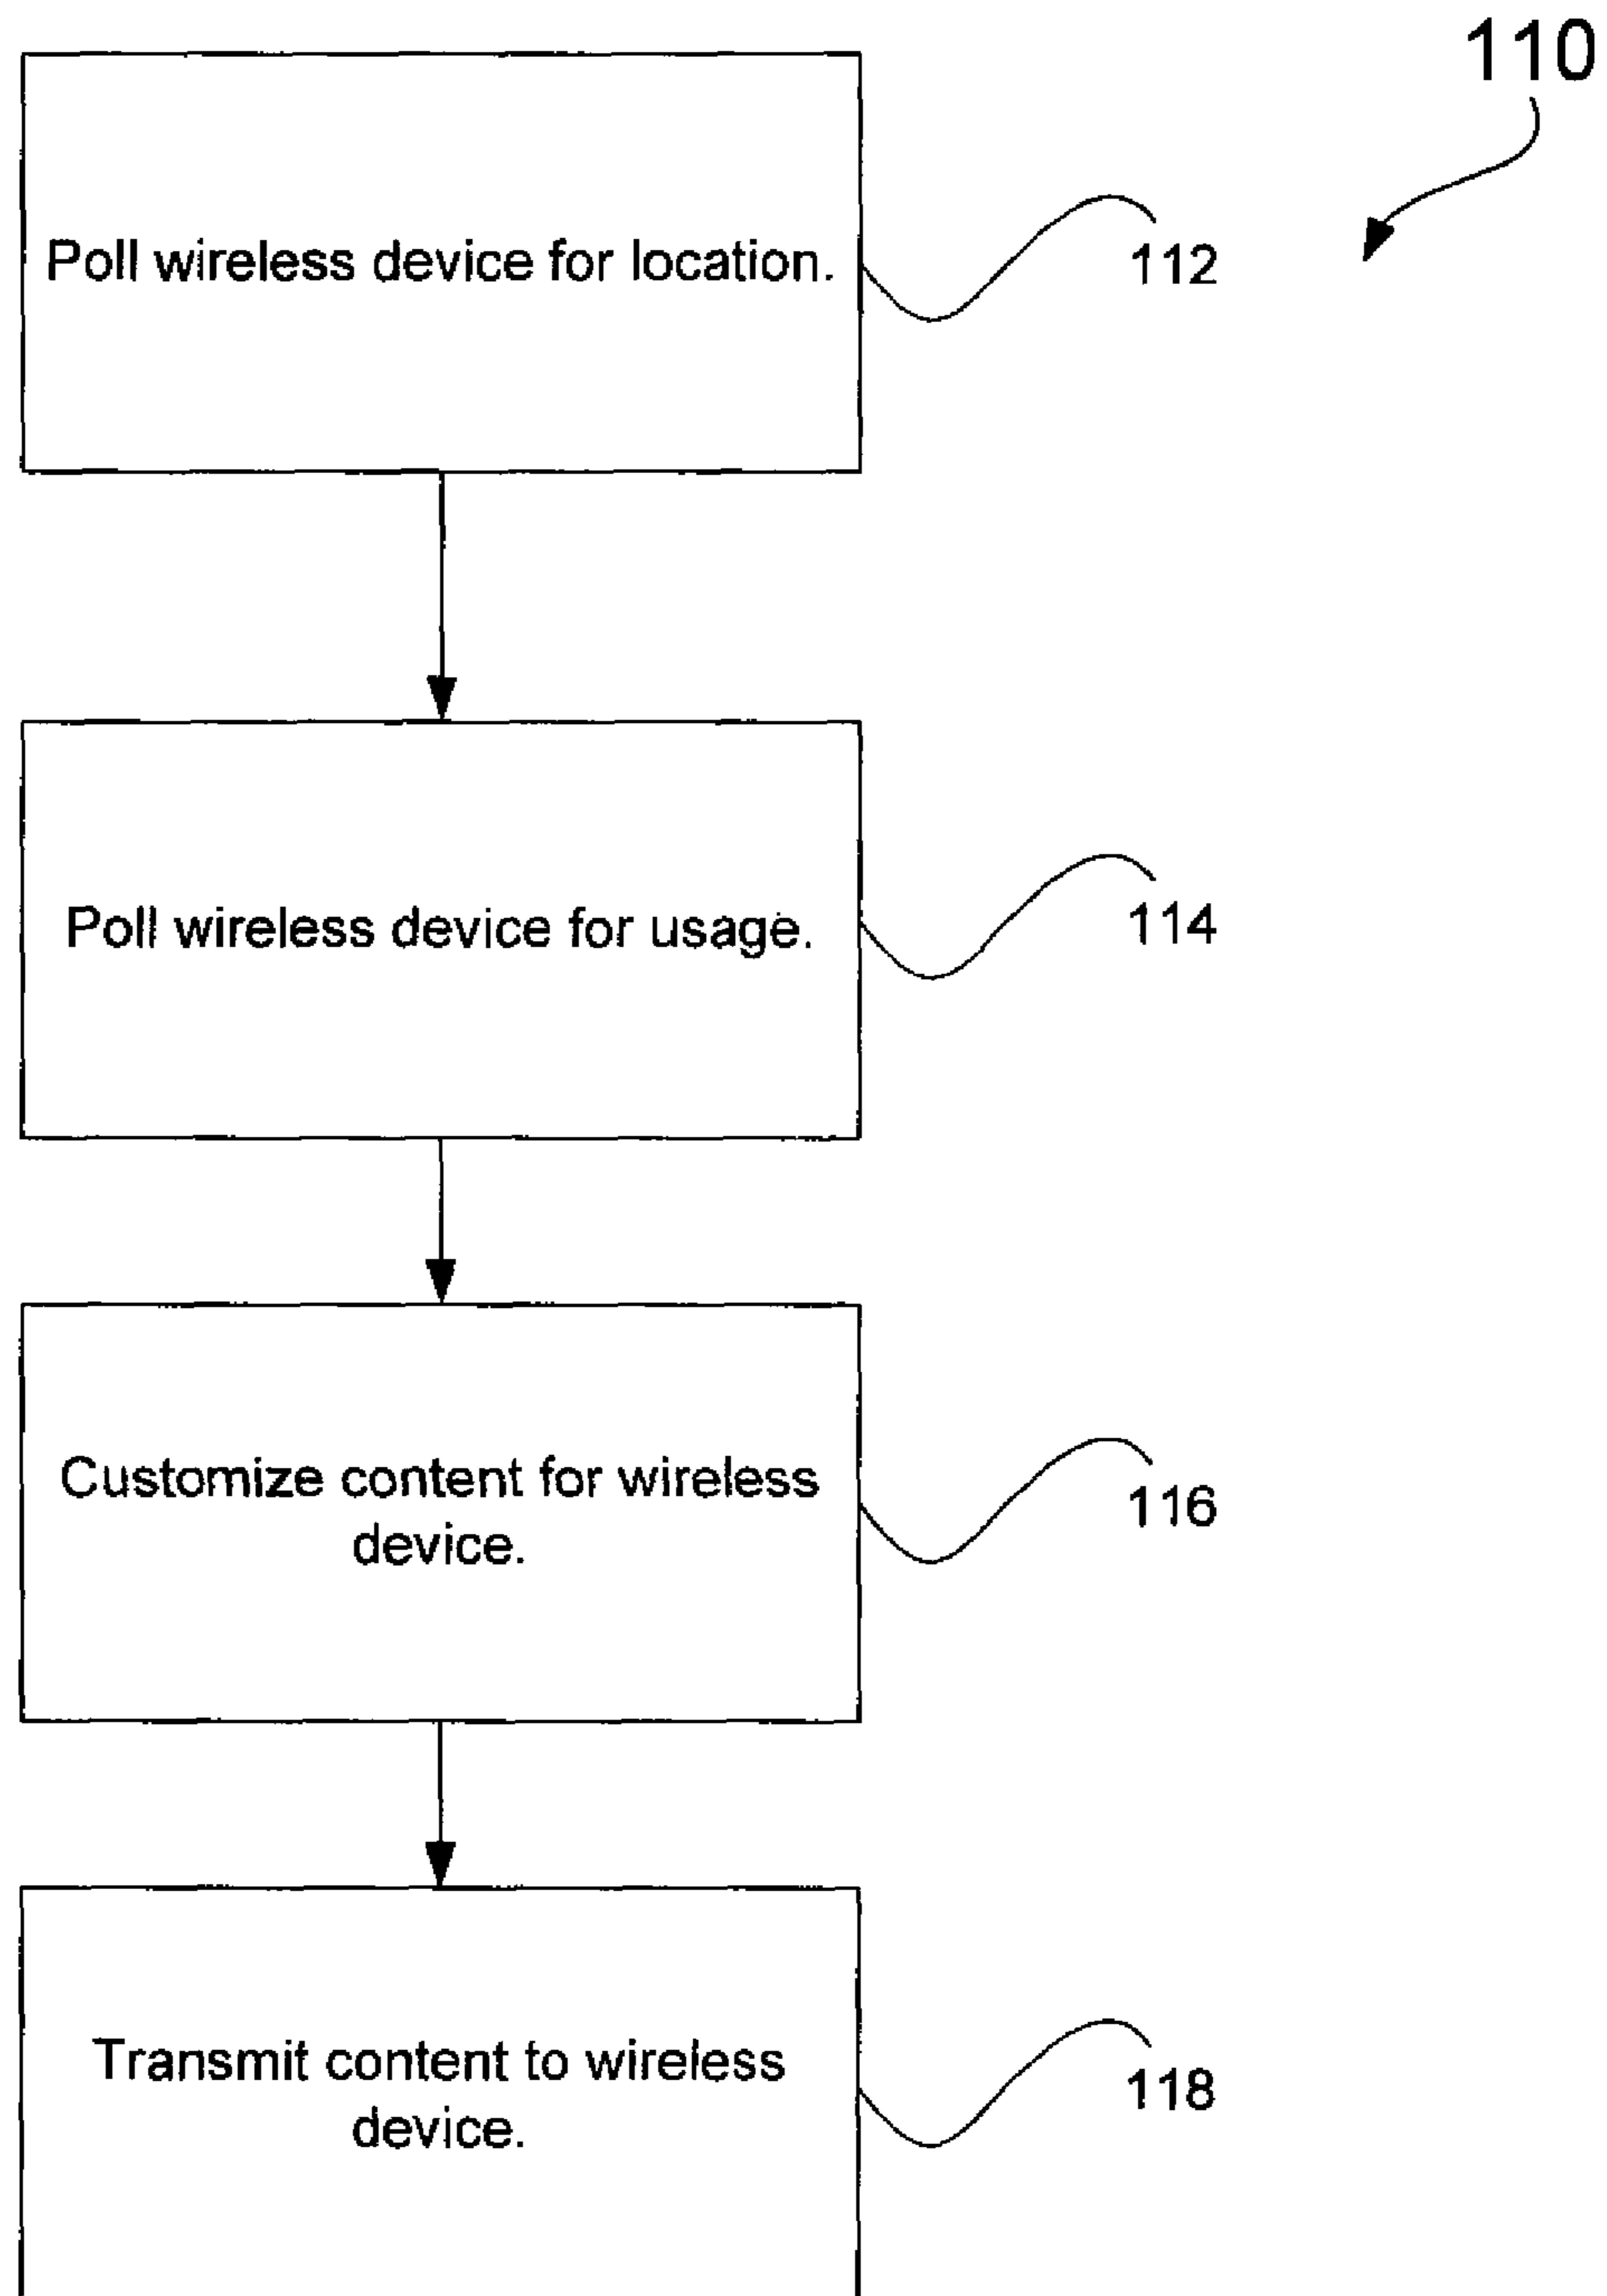 110
Poll wireless device for location.
112
Poll wireless device for usage.
114
Customize content for wireless
device.
116
Transmit content to wireless
device.
118